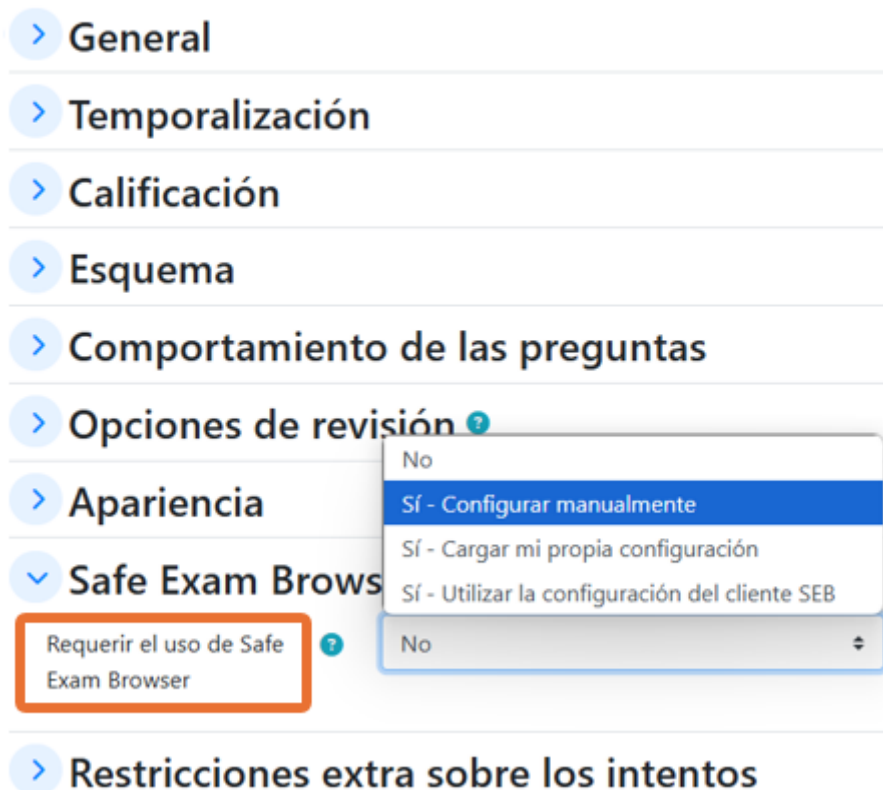 General
Temporalización
Calificación
Esquema
Comportamiento de las preguntas
Opciones de revisión ?
No
Apariencia
Sí - Configurar manualmente
Sí - Cargar mi propia configuración
Safe Exam Brows
Sí - Utilizar la configuración del cliente SEB
Requerir el uso de Safe
Exam Browser
?
No
Restricciones extra sobre los intentos